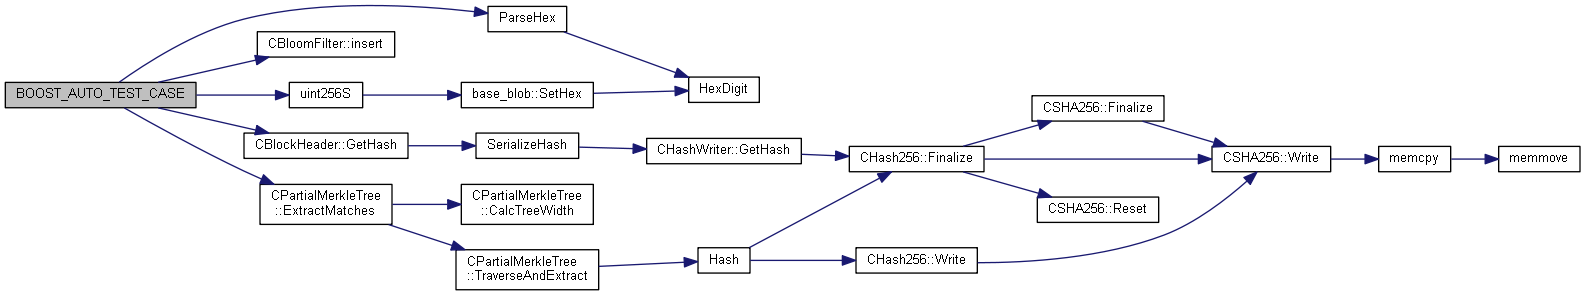 ParseHex
CBloomFilter::insert
HexDigit
BOOST_AUTO_TEST_CASE
uint256S
base_blob::SetHex
CSHA256::Finalize
CBlockHeader::GetHash
SerializeHash
CHashWriter::GetHash
CHash256::Finalize
CSHA256::Write
memcpy
memmove
CPartialMerkleTree
::ExtractMatches
CPartialMerkleTree
::CalcTreeWidth
CSHA256::Reset
CPartialMerkleTree
::TraverseAndExtract
Hash
CHash256::Write